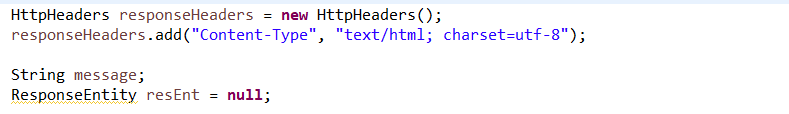 HttpHeaders responseHeaders = new HttpHeaders();
responseHeaders.add("Content-Type", "text/html; charset=utf-8");
String message;
ResponseEntity resEnt = null;